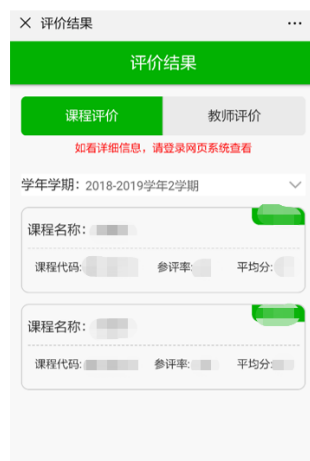 评价结果
评价结果
课程评价 教师评价
如看详细信息，请登录网页系统查看
学年学期：2018-2019学年2学期
课程名称：
课程代码: 参评率: 平均分:
课程名称：
课程代码: 参评率: 平均分: